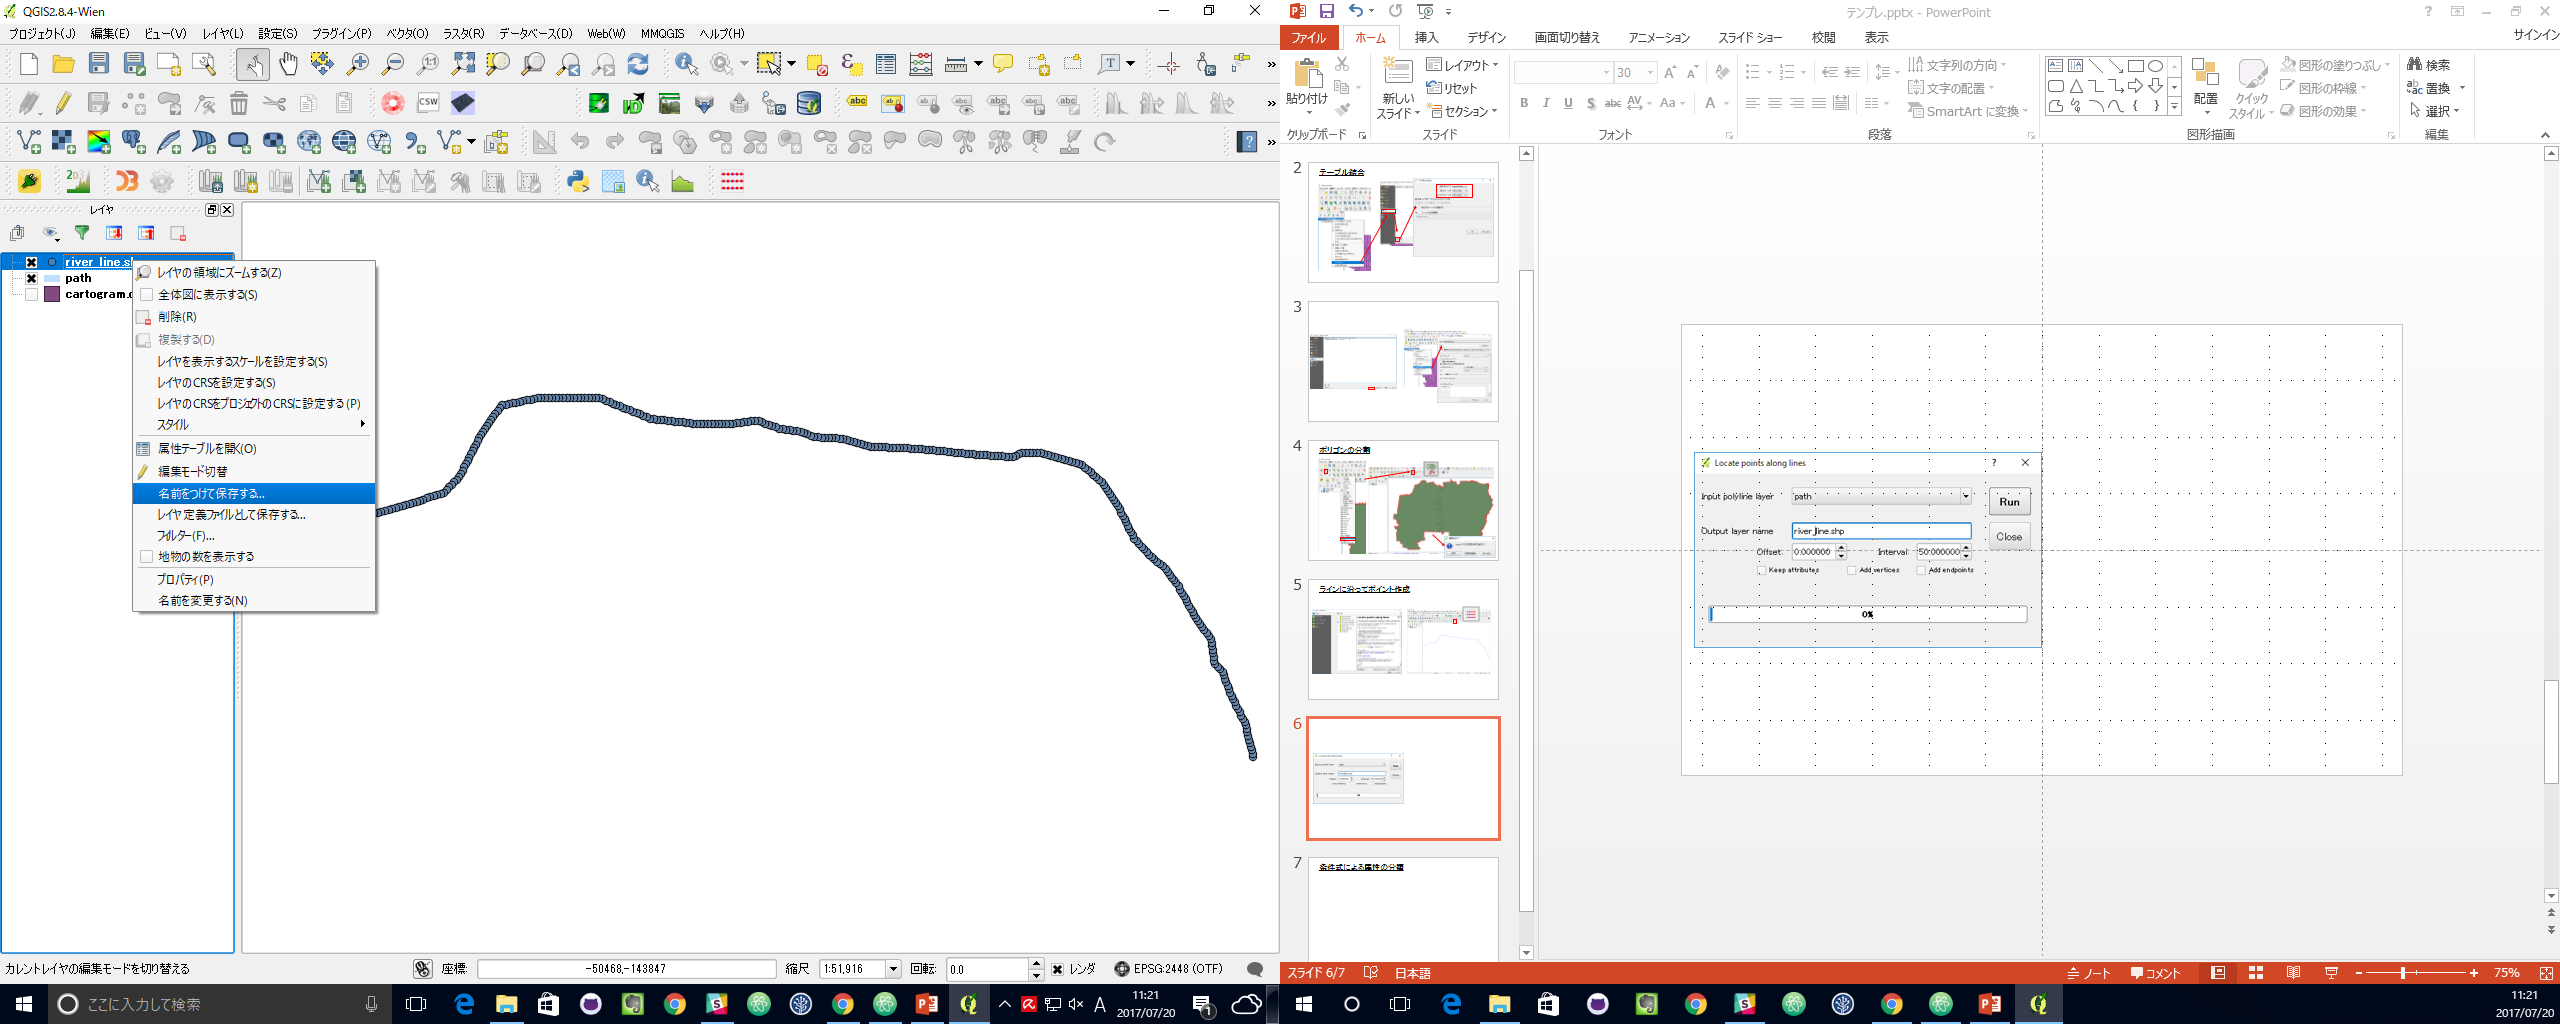 QGIS2.8.4-Wien
プロジェクト(J) 編集(E) ビュー(V) レイヤ(L) 設定(S) プラグイン(P) ベクタ(O) ラスタ(R) データベース(D) Web(W) MMQGIS ヘルプ(H)
レイヤ
river_line.s
path
cartogram.
レイヤの領域にズームする(Z)
全体図に表示する(S)
削除(R)
複製する(D)
レイヤを表示するスケールを設定する(S)
レイヤのCRSを設定する(S)
レイヤのCRSをプロジェクトのCRSに設定する(P)
スタイル
属性テーブルを開く(O)
編集モード切替
名前をつけて保存する...
レイヤ定義ファイルとして保存する...
フィルター(F)...
地物の数を表示する
プロパティ(P)
名前を変更する(N)
カレントレイヤの編集モードを切り替える
座標: -50468,-143847 縮尺 1:51,916 回転: 0.0 レンダ EPSG:2448 (OTF)
ここに入力して検索
A 11:21
2017/07/20
テンプレ.pptx - PowerPoint
ファイル ホーム 挿入 デザイン 画面切り替え アニメーション スライド ショー 校閲 表示 サインイン
貼り付け
新しい
スライド
レイアウト
リセット
セクション
30
文字列の方向
文字の配置
SmartArt に変換
配置
クイック
スタイル
図形の塗りつぶし
図形の枠線
図形の効果
検索
置換
選択
クリップボード スライド フォント 段落 図形描画 編集
2
テーブル結合
3
4
ポリゴンの分割
5
ラインに沿ってポイント作成
6
7
条件式による属性の分類
Locate points along lines
Input polyline layer path Run
Output layer name river_line.shp Close
Offset: 0.000000 Interval: 50.000000
Keep attributes Add vertices Add endpoints
0%
スライド 6/7 日本語 ノート コメント 75%
11:21
2017/07/20